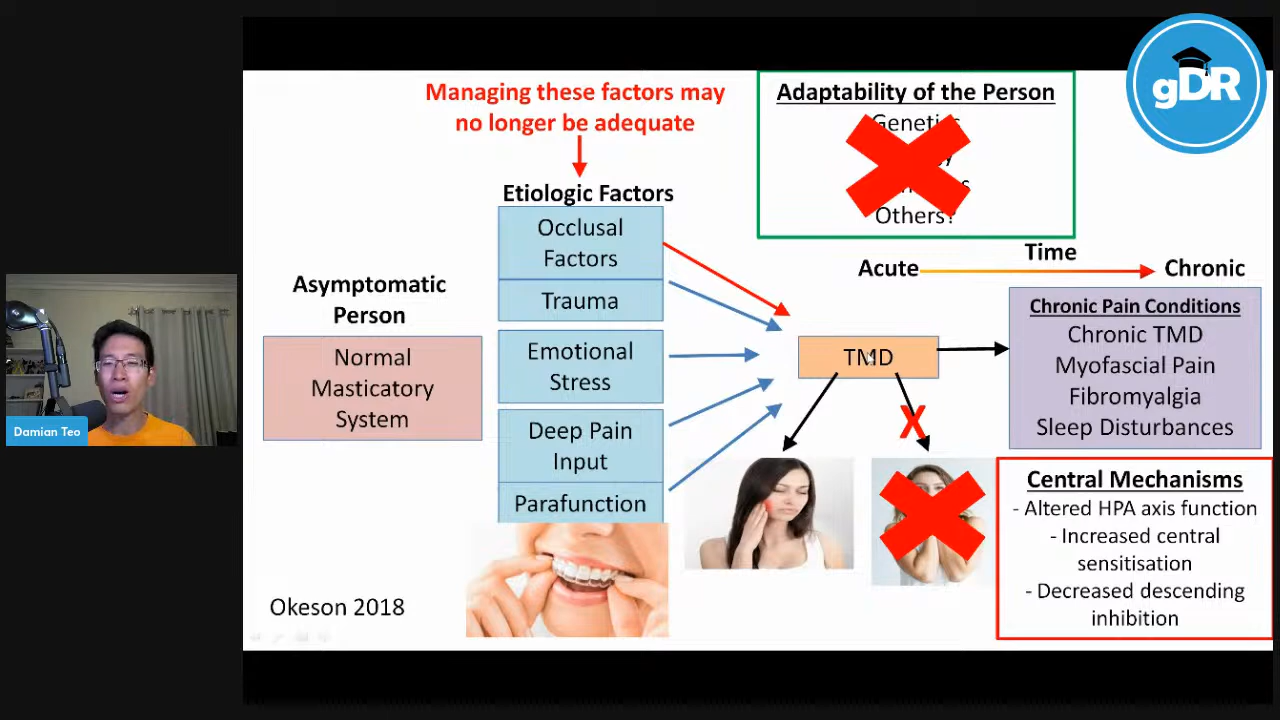 Managing these factors may
no longer be adequate
Adaptability of the Person
Others?
gDR
Etiologic Factors
Occlusal
Factors
Trauma
Emotional
Stress
Deep Pain
Input
Parafunction
Asymptomatic
Person
Normal
Masticatory
System
Time
Acute
Chronic
TMD
X
Chronic Pain Conditions
Chronic TMD
Myofascial Pain
Fibromyalgia
Sleep Disturbances
Central Mechanisms
- Altered HPA axis function
- Increased central
sensitisation
- Decreased descending
inhibition
Okeson 2018
Damian Teo